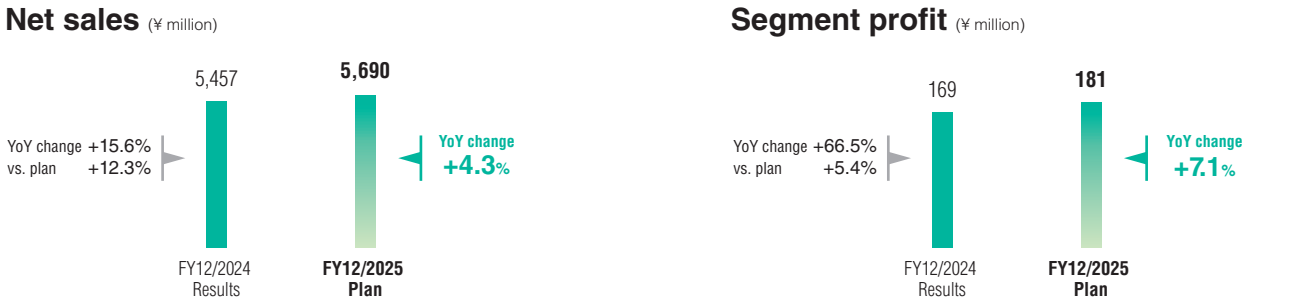 Net sales (¥ million)
5,457
5,690
YoY change +15.6%
vs. plan +12.3%
YoY change
+4.3%
FY12/2024
Results
FY12/2025
Plan
Segment profit (¥ million)
169
181
YoY change +66.5%
vs. plan +5.4%
YoY change
+7.1%
FY12/2024
Results
FY12/2025
Plan